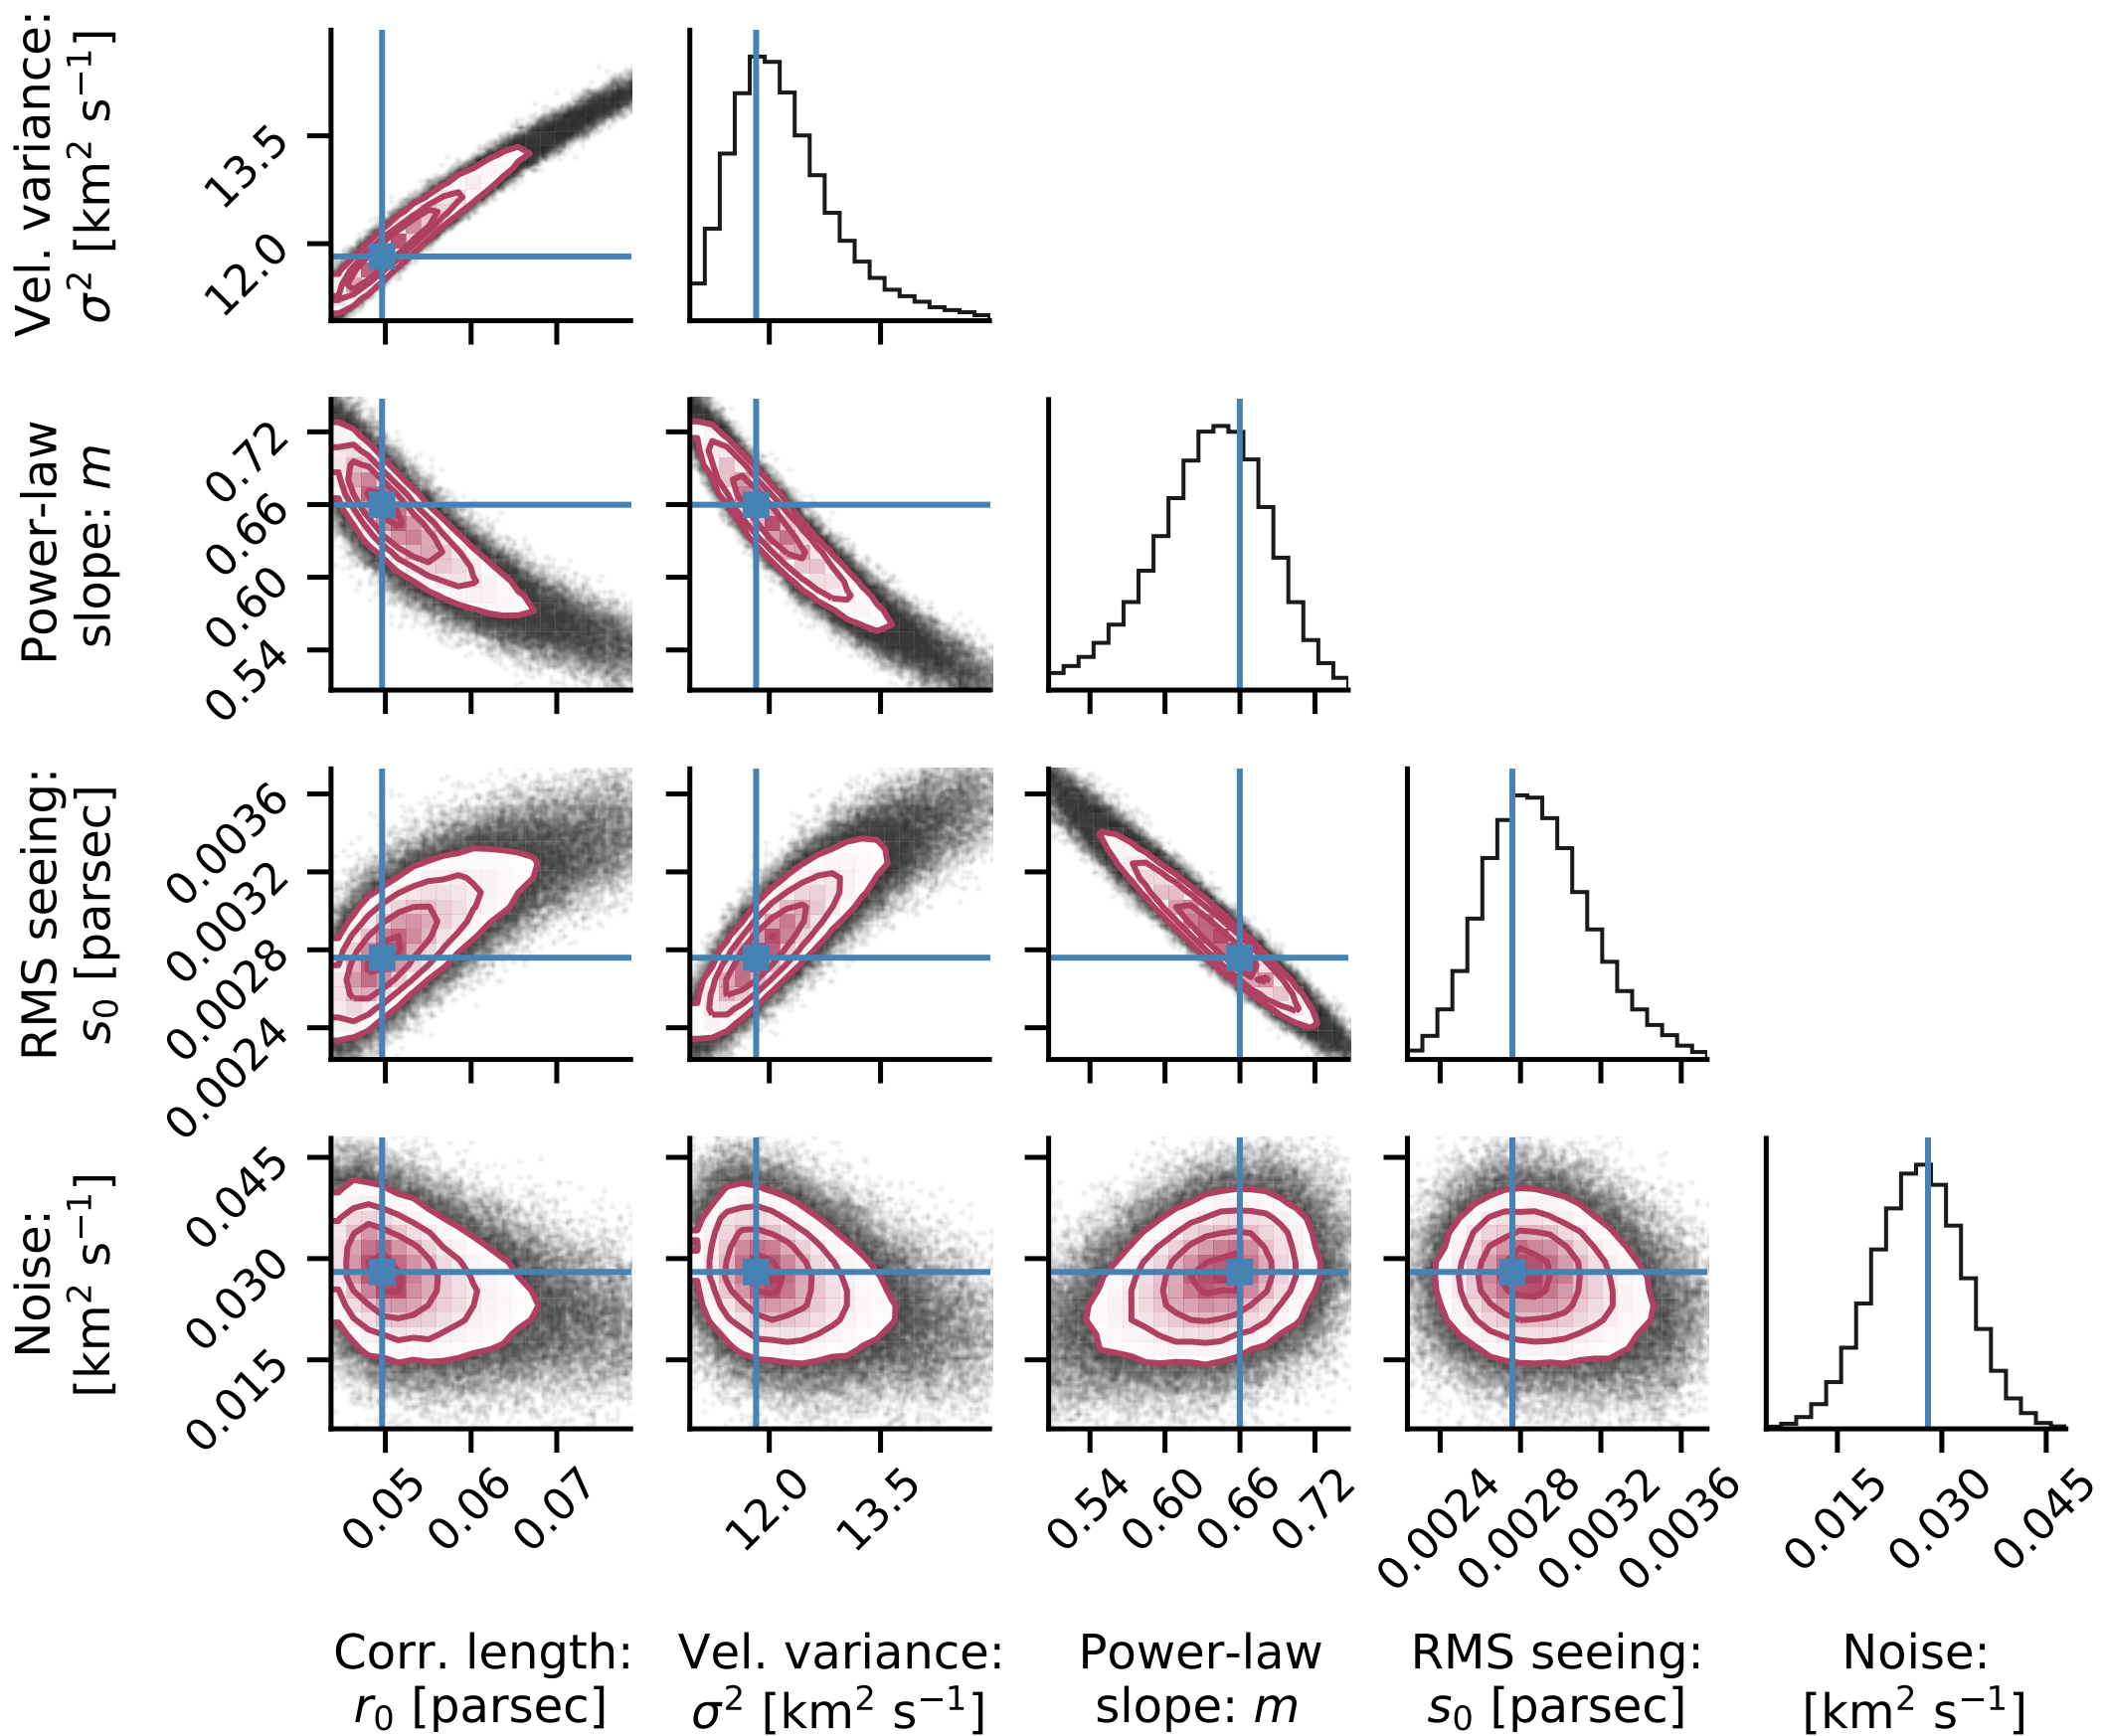 Vel. variance:
σ² [km² s⁻¹]
13.5
12.0
Power-law
slope: m
0.72
0.66
0.60
0.54
RMS seeing:
s₀ [parsec]
0.0036
0.0032
0.0028
0.0024
Noise:
[km² s⁻¹]
0.045
0.030
0.015
0.05 0.06 0.07 12.0 13.5 0.54 0.60 0.66 0.72 0.0024 0.0028 0.0032 0.0036 0.015 0.030 0.045
Corr. length: Vel. variance: Power-law RMS seeing: Noise:
r₀ [parsec] σ² [km² s⁻¹] slope: m s₀ [parsec] [km² s⁻¹]